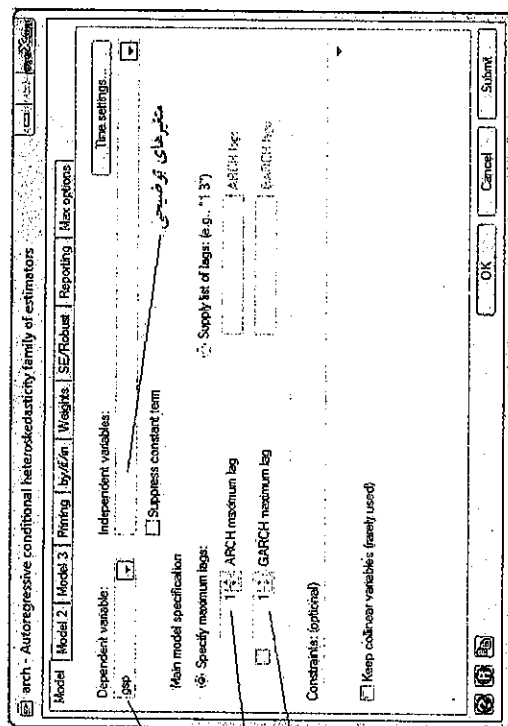 arch - Autoregressive conditional heteroskedasticity family of estimators
Model Model 2 Model 3 Priming by/if/in Weights SE/Robust Reporting Max options
Dependent variable: Independent variables:
gsp
Time settings...
Suppress constant term
متغیرهای توضیحی
Main model specification
Specify maximum lags: Supply list of lags: (e.g., "1 3")
1 ARCH maximum lag ARCH lags
1 GARCH maximum lag GARCH lags
Constraints: (optional)
Keep collinear variables (rarely used)
OK Cancel Submit